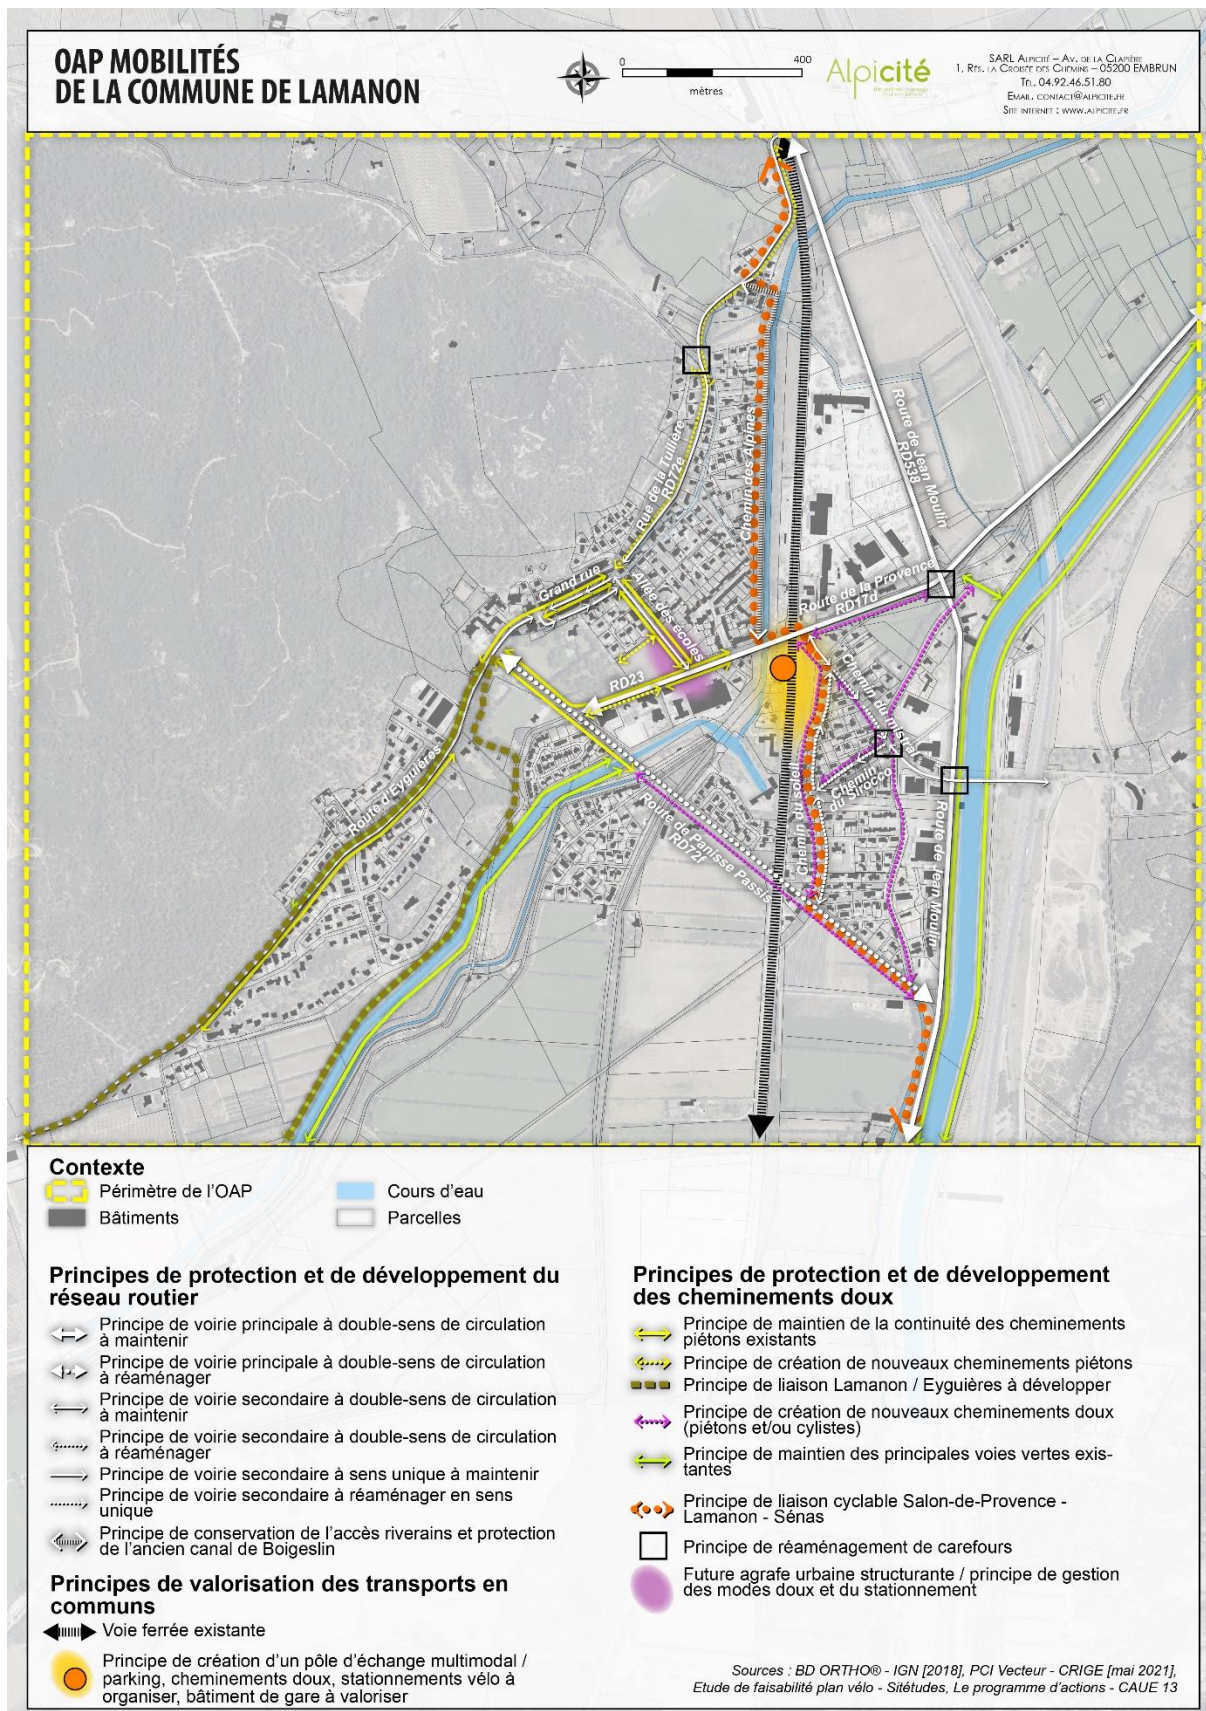 OAP MOBILITÉS
DE LA COMMUNE DE LAMANON
0 400
mètres
Alpicité
SARL Alpicité – Av. de la Clapière
1, Rés. la Croisée des Chemins – 05200 EMBRUN
Tel. 04.92.46.51.80
Email. contact@alpicite.fr
Site internet : www.alpicite.fr
Route de Jean Moulin
RD538
Rue de la Tuilière
RD72e
Chemin des Alpines
Grand rue
Allée des écoles
Route de la Provence
RD17d
RD23
Chemin du mistral
Chemin
du Sirocco
Chemin du soleil
Route d'Eyguières
Route de Panisse Passis
RD72f
Route de Jean Moulin
Contexte
Périmètre de l'OAP
Cours d'eau
Bâtiments
Parcelles
Principes de protection et de développement du
réseau routier
Principe de voirie principale à double-sens de circulation
à maintenir
Principe de voirie principale à double-sens de circulation
à réaménager
Principe de voirie secondaire à double-sens de circulation
à maintenir
Principe de voirie secondaire à double-sens de circulation
à réaménager
Principe de voirie secondaire à sens unique à maintenir
Principe de voirie secondaire à réaménager en sens
unique
Principe de conservation de l'accès riverains et protection
de l'ancien canal de Boigeslin
Principes de valorisation des transports en
communs
Voie ferrée existante
Principe de création d'un pôle d'échange multimodal /
parking, cheminements doux, stationnements vélo à
organiser, bâtiment de gare à valoriser
Principes de protection et de développement
des cheminements doux
Principe de maintien de la continuité des cheminements
piétons existants
Principe de création de nouveaux cheminements piétons
Principe de liaison Lamanon / Eyguières à développer
Principe de création de nouveaux cheminements doux
(piétons et/ou cylistes)
Principe de maintien des principales voies vertes exis-
tantes
Principe de liaison cyclable Salon-de-Provence -
Lamanon - Sénas
Principe de réaménagement de carefours
Future agrafe urbaine structurante / principe de gestion
des modes doux et du stationnement
Sources : BD ORTHO® - IGN [2018], PCI Vecteur - CRIGE [mai 2021],
Etude de faisabilité plan vélo - Sitétudes, Le programme d'actions - CAUE 13